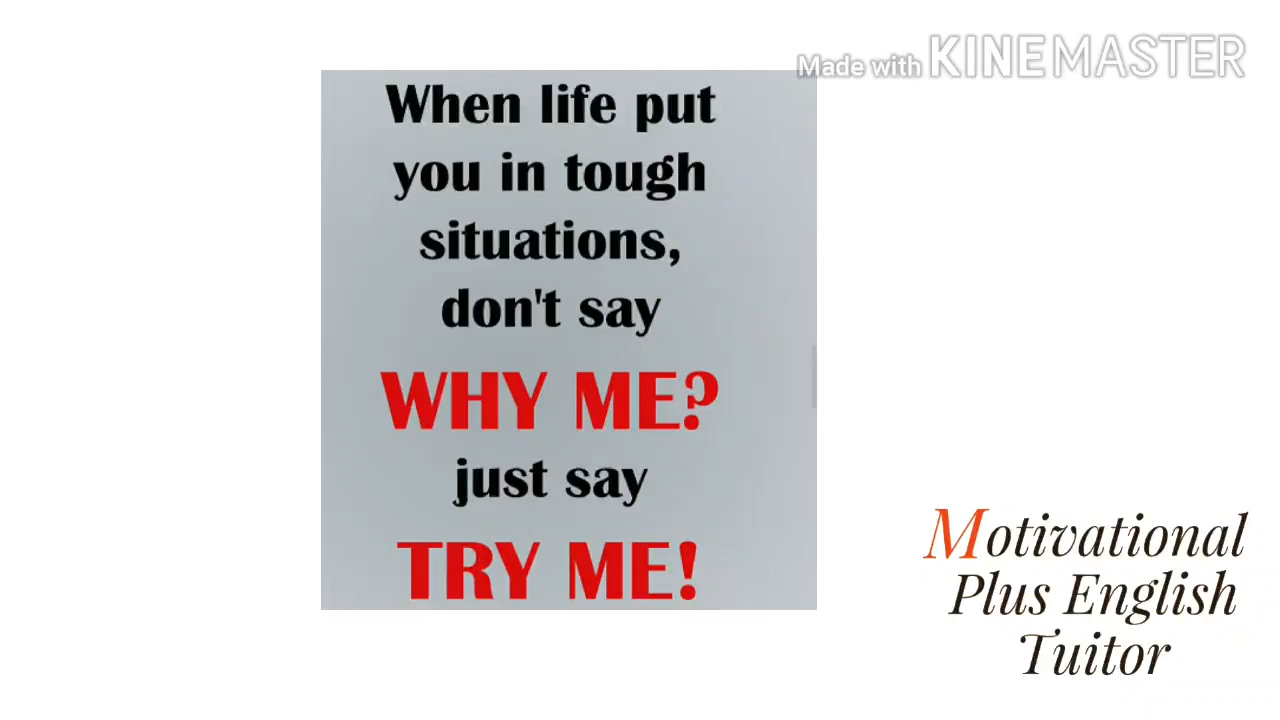 Made with KINEMASTER
When life put
you in tough
situations,
don't say
WHY ME?
just say
TRY ME!
Motivational
Plus English
Tuitor